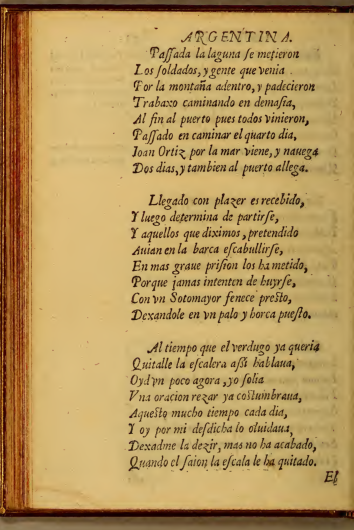 ARGENTINA.
Passada la laguna se metieron
Los soldados, y gente que venia
Por la montaña adentro, y padecieron
Trabaxo caminando en demasia,
Al fin al puerto pues todos vinieron,
Passado en caminar el quarto dia,
Ioan Ortiz por la mar viene, y nauega
Dos dias, y tambien al puerto allega.
Llegado con plazer es recebido,
Y luego determina de partirse,
Y aquellos que diximos, pretendido
Auian en la barca escabullirse,
En mas graue prision los ha metido,
Porque jamas intenten de huyrse,
Con vn Sotomayor fenece presto,
Dexandole en vn palo y horca puesto.
Al tiempo que el verdugo ya queria
Quitalle la escalera assi hablaua,
Oyd vn poco agora, yo solia
Vna oracion rezar ya costumbraua,
Aquesto mucho tiempo cada dia,
Y oy por mi desdicha lo oluidaua,
Dexadme la dezir, mas no ha acabado,
Quando el saion la escala le ha quitado.
El